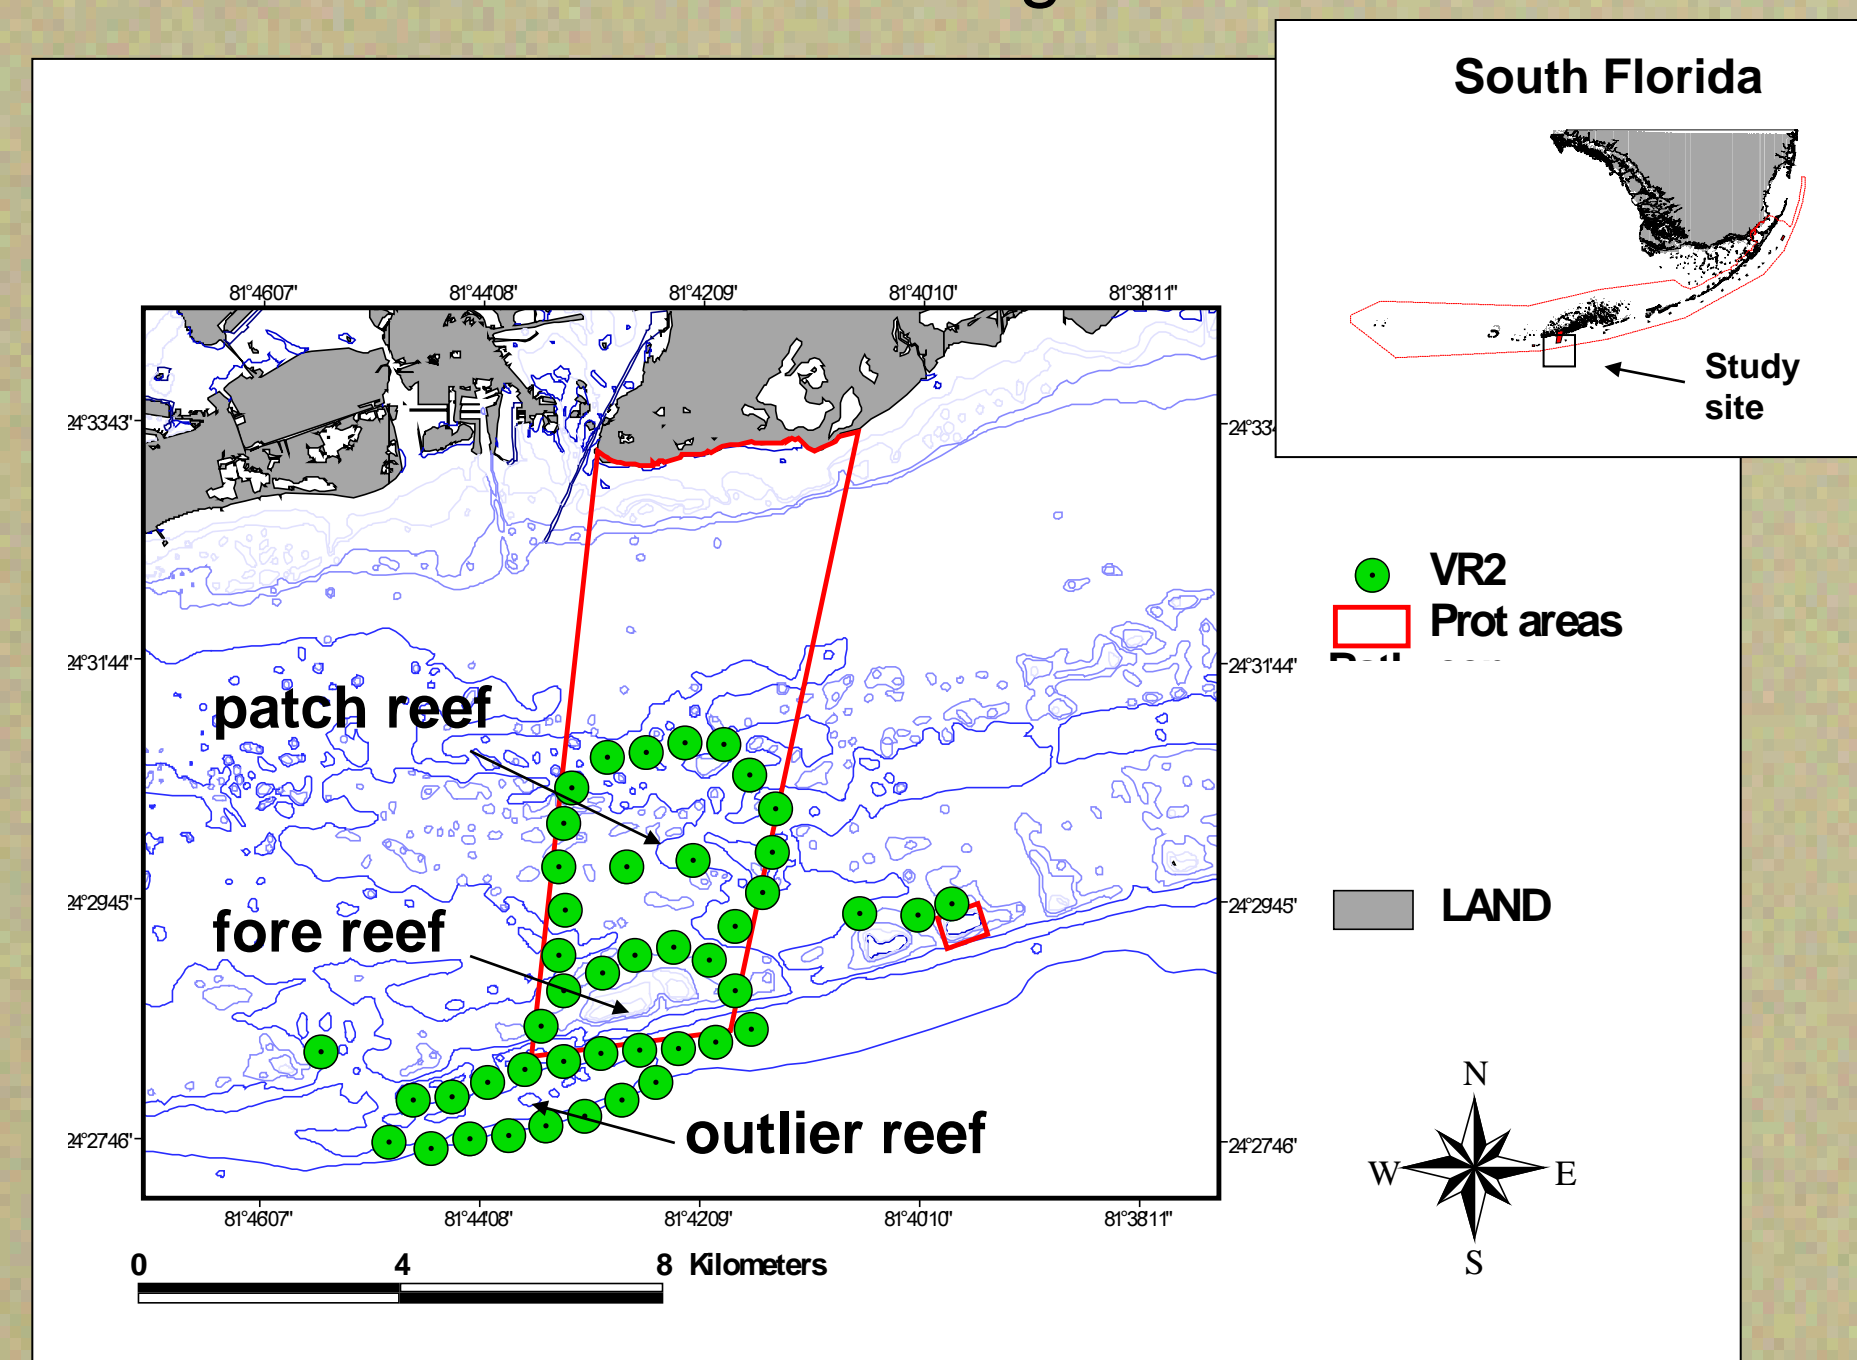 South Florida
Study
site
81°46'07" 81°44'08" 81°42'09" 81°40'10" 81°38'11"
24°33'43"
24°33
24°31'44" 24°31'44"
24°29'45" 24°29'45"
24°27'46" 24°27'46"
patch reef
fore reef
outlier reef
81°46'07" 81°44'08" 81°42'09" 81°40'10" 81°38'11"
0 4 8 Kilometers
VR2
Prot areas
LAND
N
W E
S